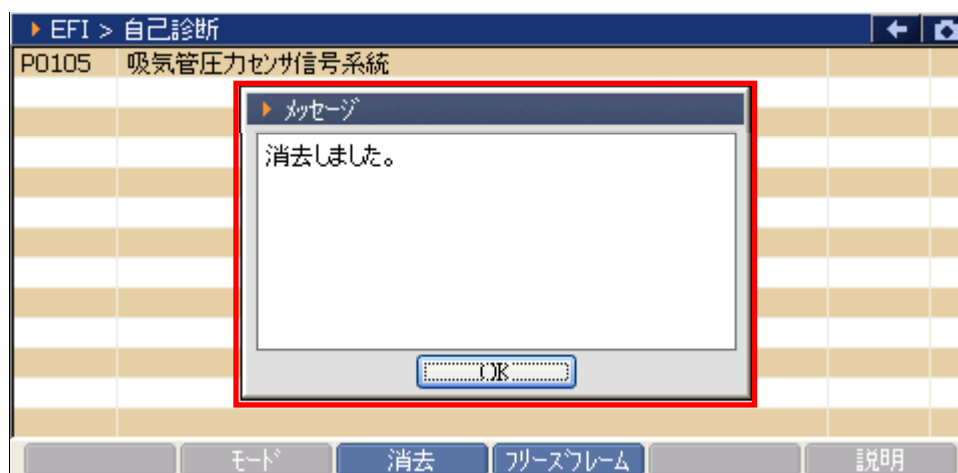 EFI > 自己診断
P0105 吸気管圧力ｾﾝｻ信号系統
ﾒｯｾｰｼﾞ
消去しました。
OK
ﾓｰﾄﾞ 消去 ﾌﾘｰｽﾞﾌﾚｰﾑ 説明